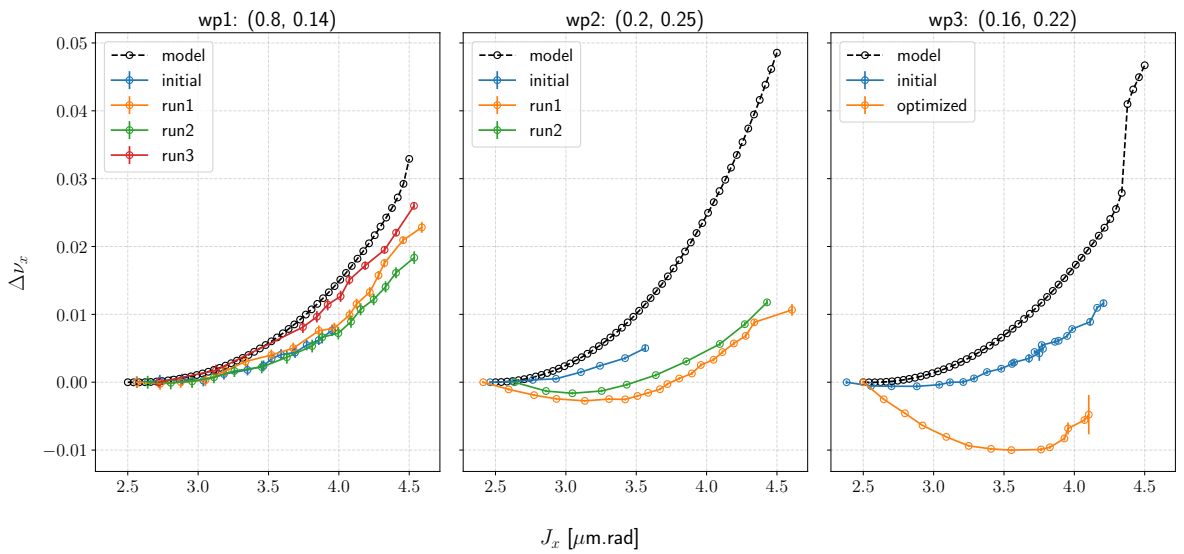 wp1: (0.8, 0.14)
wp2: (0.2, 0.25)
wp3: (0.16, 0.22)
0.05
0.04
0.03
0.02
0.01
0.00
−0.01
Δν_x
model
initial
run1
run2
run3
model
initial
run1
run2
model
initial
optimized
2.5 3.0 3.5 4.0 4.5
2.5 3.0 3.5 4.0 4.5
2.5 3.0 3.5 4.0 4.5
J_x [μm.rad]